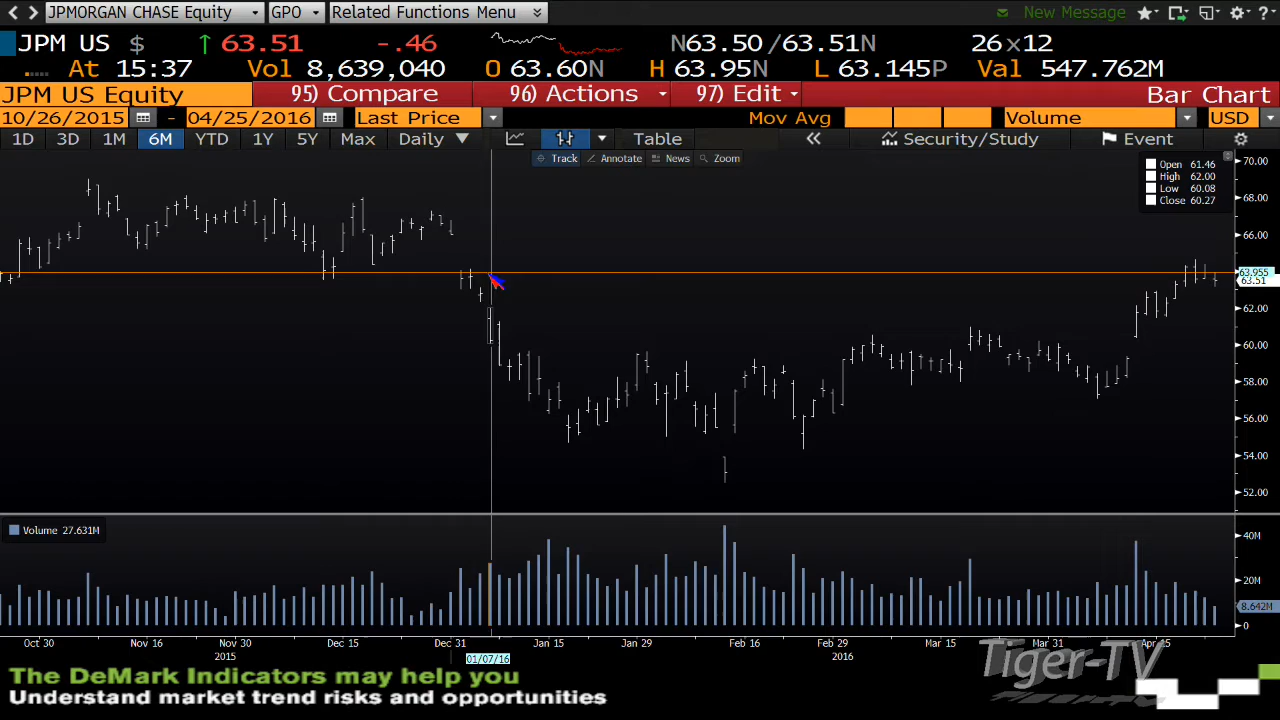 JPMORGAN CHASE Equity GPO Related Functions Menu New Message
JPM US $ 63.51 -.46 N63.50 / 63.51N 26x12
At 15:37 Vol 8,639,040 O 63.60N H 63.95N L 63.145P Val 547.762M
JPM US Equity 95) Compare 96) Actions 97) Edit Bar Chart
10/26/2015 - 04/25/2016 Last Price Mov Avg Volume USD
1D 3D 1M 6M YTD 1Y 5Y Max Daily Table Security/Study Event
Track Annotate News Zoom
Open 61.46
High 62.00
Low 60.08
Close 60.27
70.00
68.00
66.00
63.955
63.51
62.00
60.00
58.00
56.00
54.00
52.00
Volume 27.631M
40M
20M
8.642M
0
Oct 30 Nov 16 Nov 30 Dec 15 Dec 31 Jan 15 Jan 29 Feb 16 Feb 29 Mar 15 Mar 31 Apr 15
2015 01/07/16 2016
Tiger-TV
The DeMark Indicators may help you
Understand market trend risks and opportunities